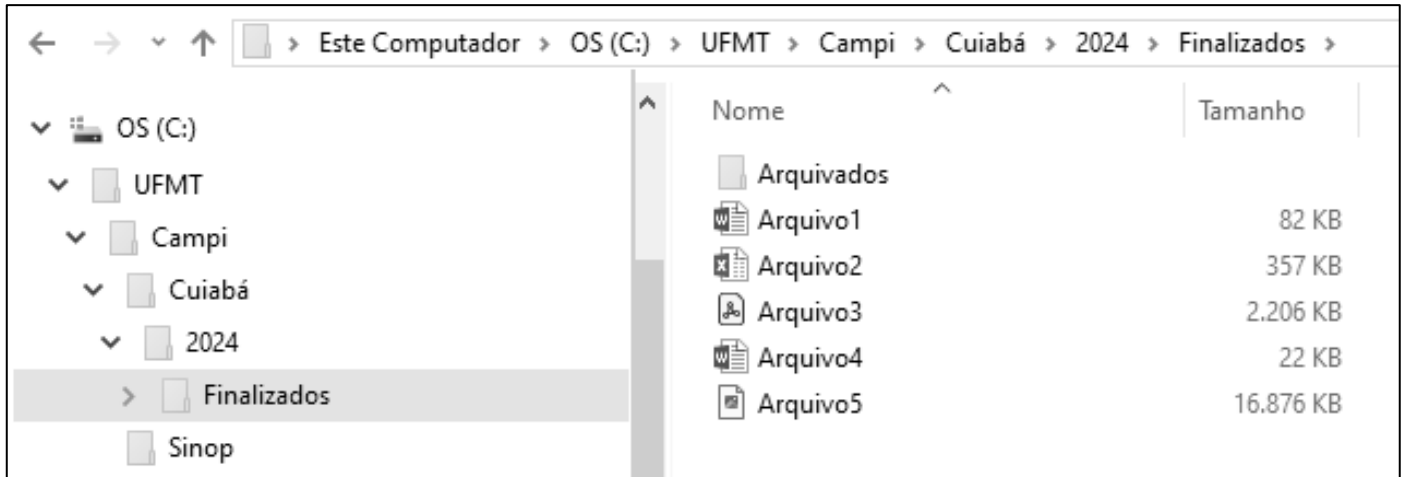 Este Computador > OS (C:) > UFMT > Campi > Cuiabá > 2024 > Finalizados >
OS (C:)
UFMT
Campi
Cuiabá
2024
Finalizados
Sinop
Nome Tamanho
Arquivados
Arquivo1 82 KB
Arquivo2 357 KB
Arquivo3 2.206 KB
Arquivo4 22 KB
Arquivo5 16.876 KB